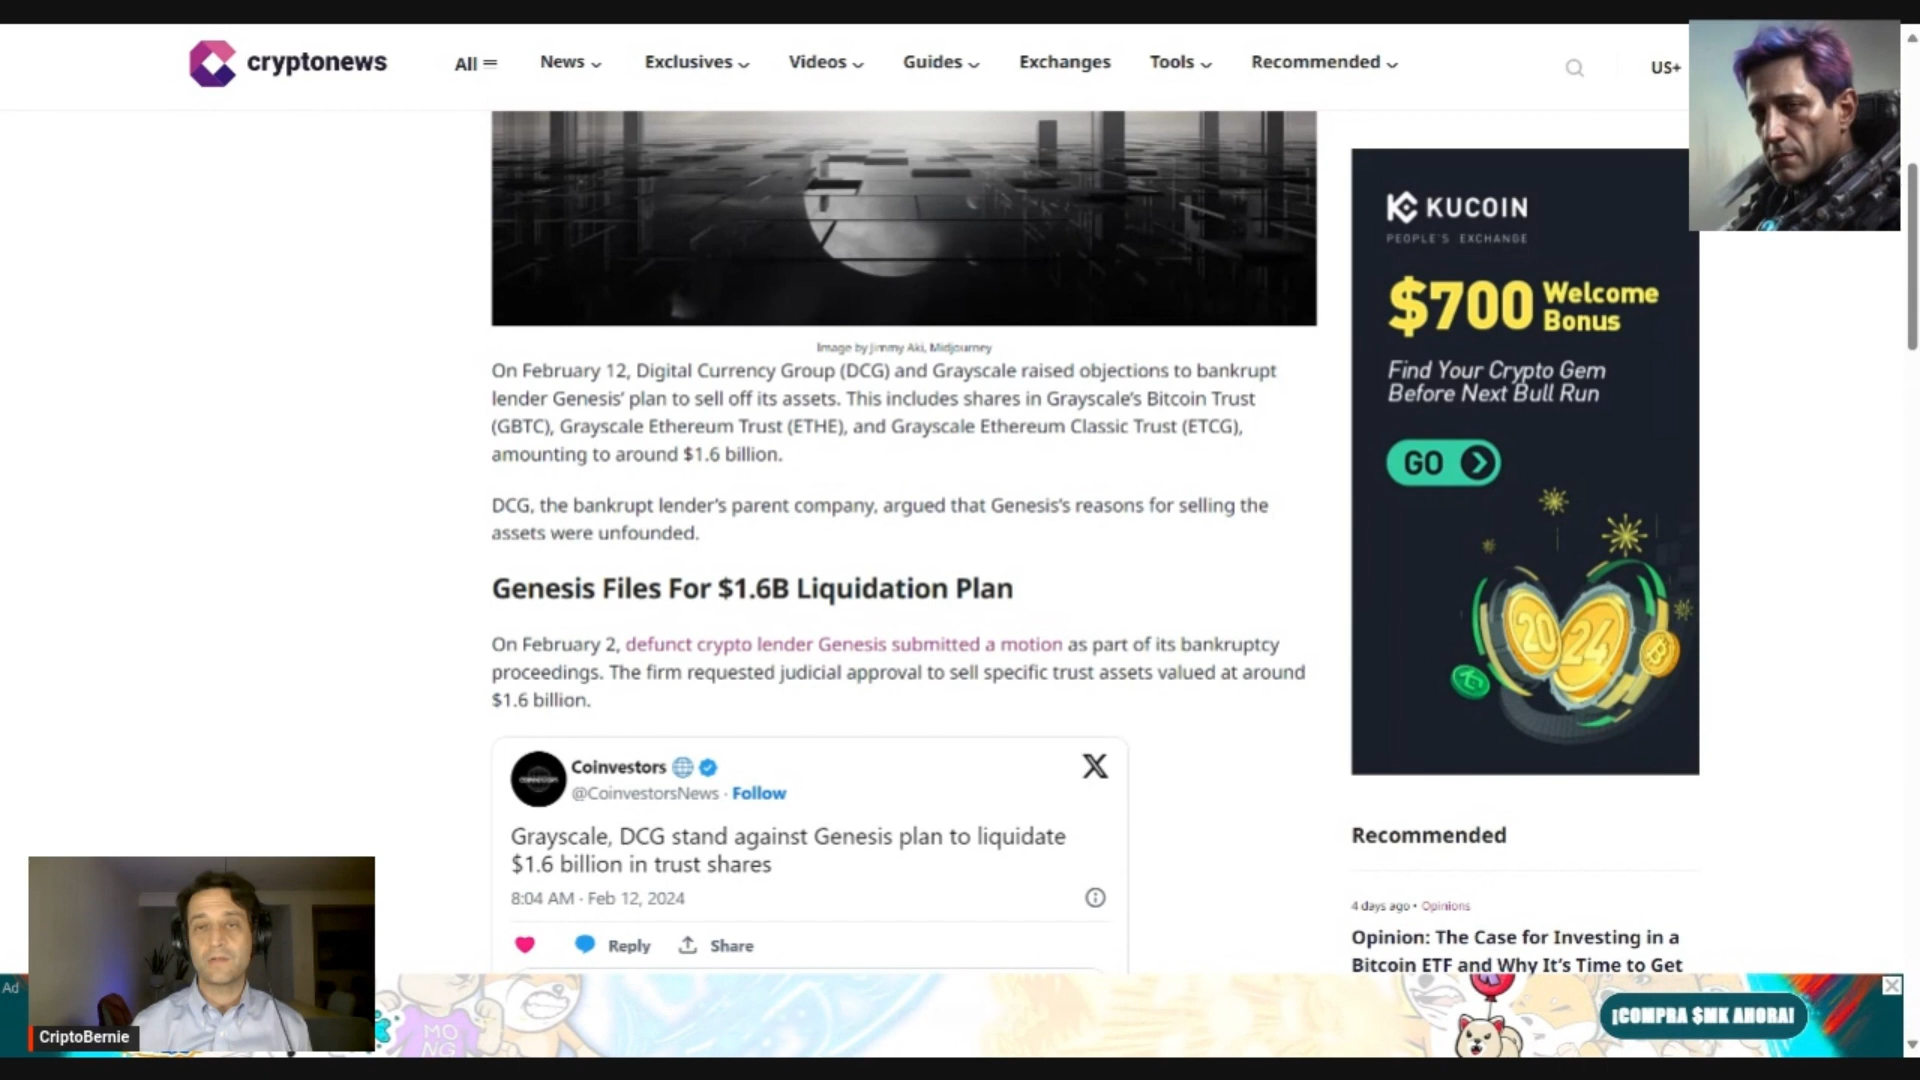 cryptonews
All
News
Exclusives
Videos
Guides
Exchanges
Tools
Recommended
US+
Image by Jimmy Aki, Midjourney
On February 12, Digital Currency Group (DCG) and Grayscale raised objections to bankrupt
lender Genesis' plan to sell off its assets. This includes shares in Grayscale's Bitcoin Trust
(GBTC), Grayscale Ethereum Trust (ETHE), and Grayscale Ethereum Classic Trust (ETCG),
amounting to around $1.6 billion.
DCG, the bankrupt lender's parent company, argued that Genesis's reasons for selling the
assets were unfounded.
Genesis Files For $1.6B Liquidation Plan
On February 2, defunct crypto lender Genesis submitted a motion as part of its bankruptcy
proceedings. The firm requested judicial approval to sell specific trust assets valued at around
$1.6 billion.
Coinvestors
@CoinvestorsNews · Follow
Grayscale, DCG stand against Genesis plan to liquidate
$1.6 billion in trust shares
8:04 AM · Feb 12, 2024
Reply
Share
KUCOIN
PEOPLE'S EXCHANGE
$700 Welcome
Bonus
Find Your Crypto Gem
Before Next Bull Run
GO
20
24
Recommended
4 days ago • Opinions
Opinion: The Case for Investing in a
Bitcoin ETF and Why It's Time to Get
Ad
CriptoBernie
MO
NG
¡COMPRA $MK AHORA!